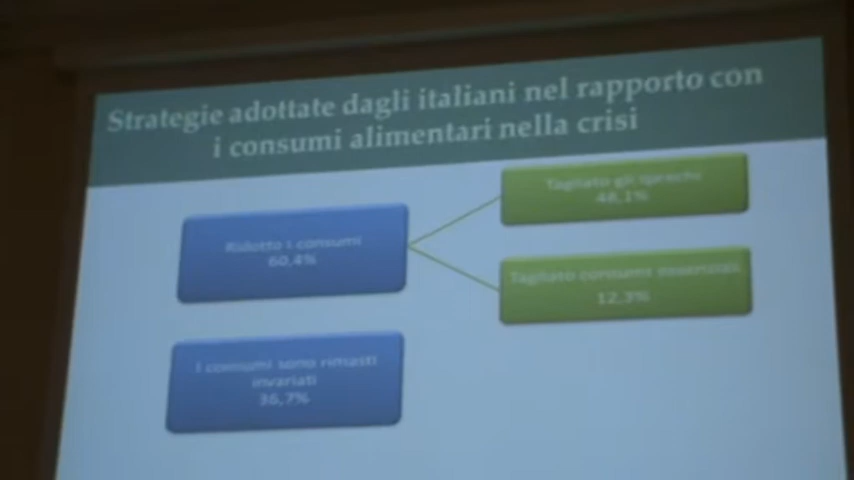 Strategie adottate dagli italiani nel rapporto con
i consumi alimentari nella crisi
Ridotto i consumi
60,4%
Tagliato gli sprechi
48,1%
Tagliato consumi essenziali
12,3%
I consumi sono rimasti
invariati
36,7%